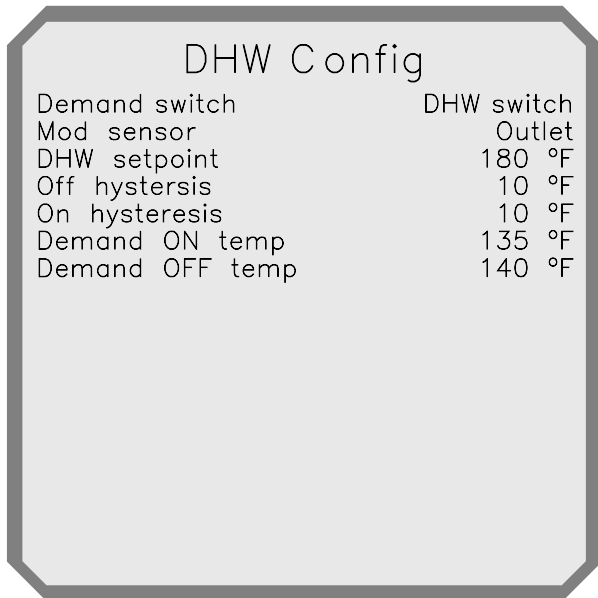 DHW Config
Demand switch DHW switch
Mod sensor Outlet
DHW setpoint 180 °F
Off hystersis 10 °F
On hysteresis 10 °F
Demand ON temp 135 °F
Demand OFF temp 140 °F